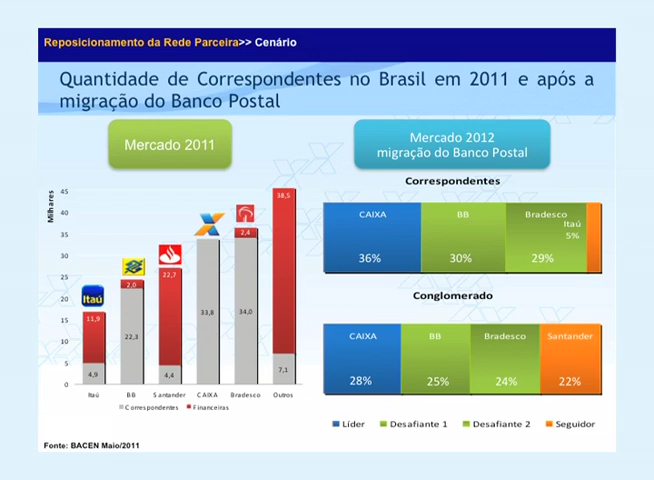 Reposicionamento da Rede Parceira>> Cenário
Quantidade de Correspondentes no Brasil em 2011 e após a
migração do Banco Postal
Mercado 2011
Mercado 2012
migração do Banco Postal
Milhares
45
40
35
30
25
20
15
10
5
0
Itaú
11,9
4,9
2,0
22,3
22,7
4,4
33,8
2,4
34,0
38,5
7,1
Itaú
BB
Santander
CAIXA
Bradesco
Outros
Correspondentes
Financeiras
Correspondentes
CAIXA
BB
Bradesco
Itaú
5%
36%
30%
29%
Conglomerado
CAIXA
BB
Bradesco
Santander
28%
25%
24%
22%
Líder
Desafiante 1
Desafiante 2
Seguidor
Fonte: BACEN Maio/2011